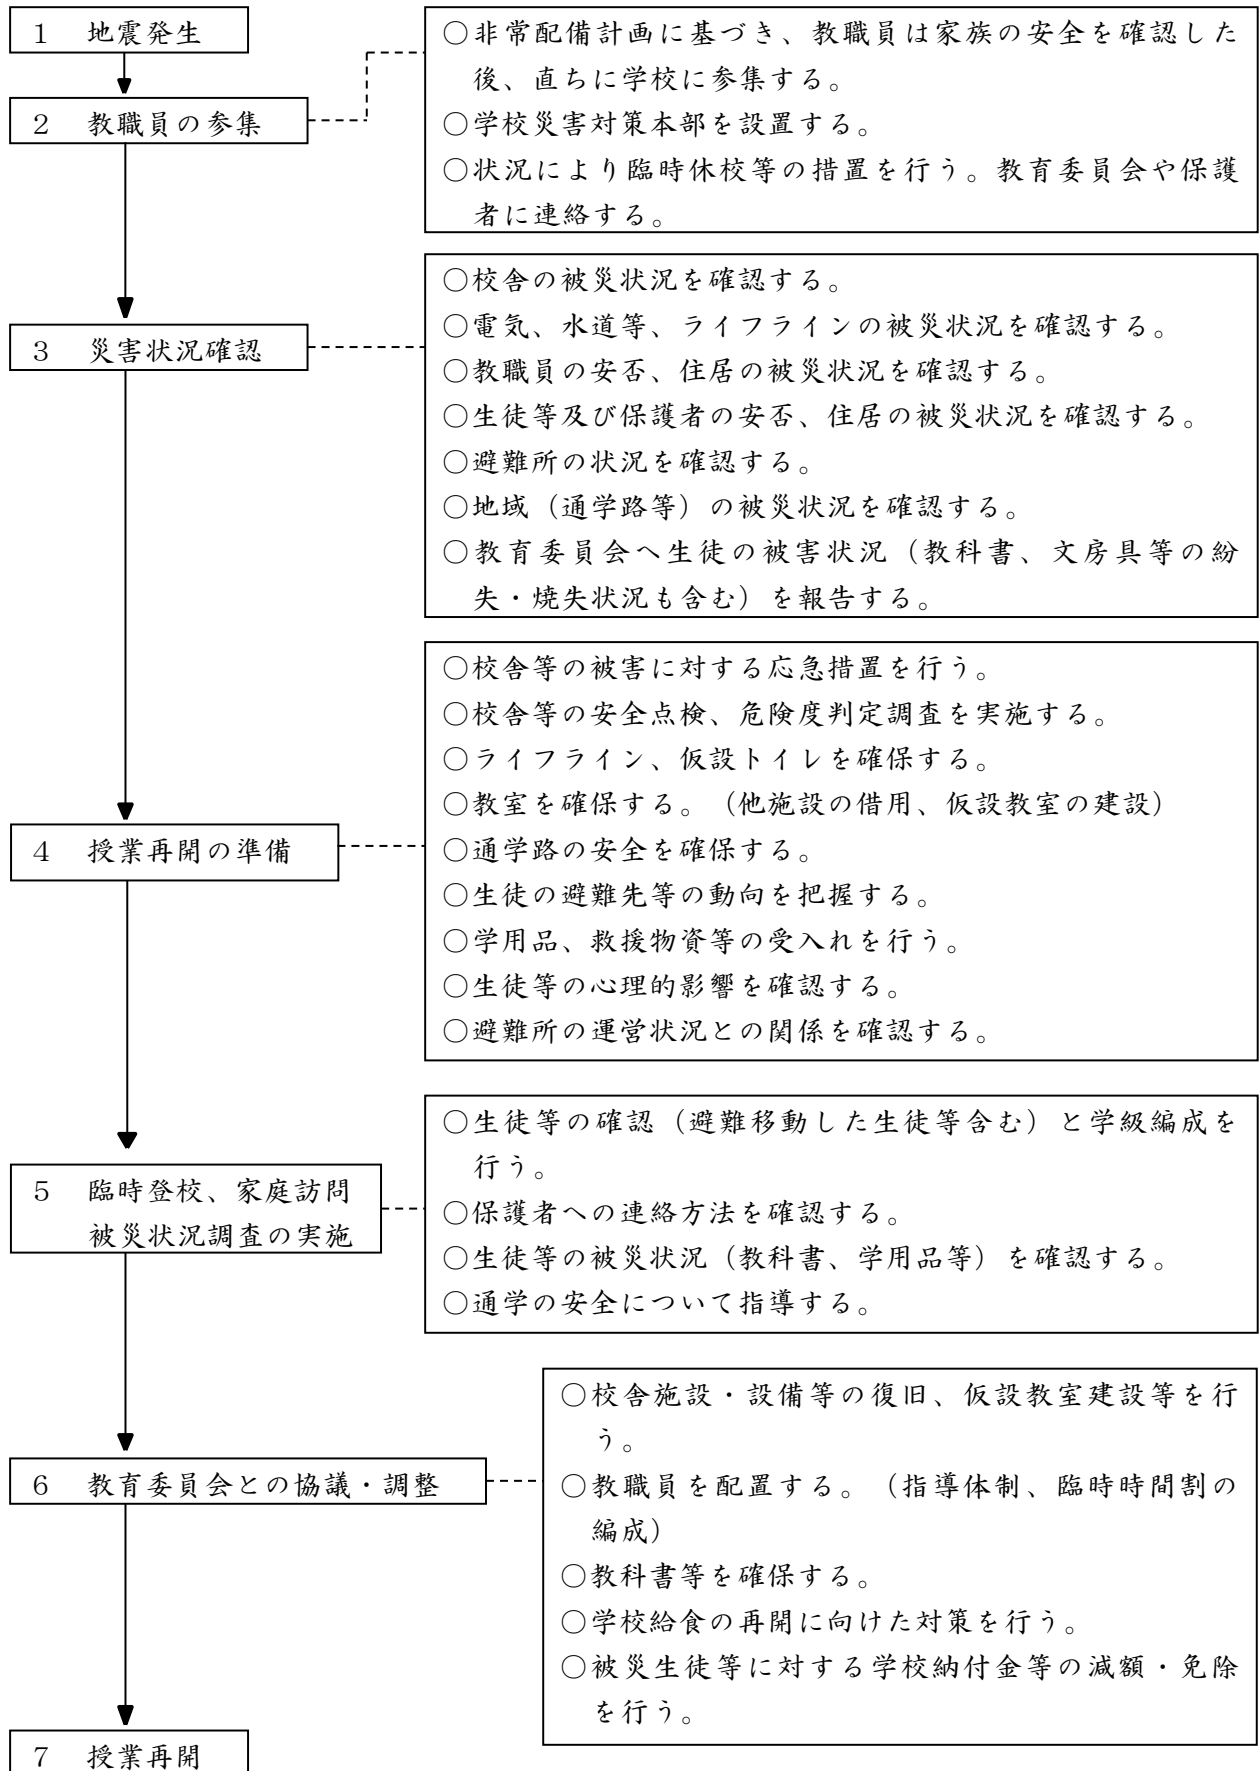 1 地震発生
○非常配備計画に基づき、教職員は家族の安全を確認した
後、直ちに学校に参集する。
○学校災害対策本部を設置する。
○状況により臨時休校等の措置を行う。教育委員会や保護
者に連絡する。
2 教職員の参集
○校舎の被災状況を確認する。
○電気、水道等、ライフラインの被災状況を確認する。
○教職員の安否、住居の被災状況を確認する。
○生徒等及び保護者の安否、住居の被災状況を確認する。
○避難所の状況を確認する。
○地域（通学路等）の被災状況を確認する。
○教育委員会へ生徒の被害状況（教科書、文房具等の紛
失・焼失状況も含む）を報告する。
3 災害状況確認
○校舎等の被害に対する応急措置を行う。
○校舎等の安全点検、危険度判定調査を実施する。
○ライフライン、仮設トイレを確保する。
○教室を確保する。（他施設の借用、仮設教室の建設）
○通学路の安全を確保する。
○生徒の避難先等の動向を把握する。
○学用品、救援物資等の受入れを行う。
○生徒等の心理的影響を確認する。
○避難所の運営状況との関係を確認する。
4 授業再開の準備
○生徒等の確認（避難移動した生徒等含む）と学級編成を
行う。
○保護者への連絡方法を確認する。
○生徒等の被災状況（教科書、学用品等）を確認する。
○通学の安全について指導する。
5 臨時登校、家庭訪問
被災状況調査の実施
○校舎施設・設備等の復旧、仮設教室建設等を行
う。
○教職員を配置する。（指導体制、臨時時間割の
編成）
○教科書等を確保する。
○学校給食の再開に向けた対策を行う。
○被災生徒等に対する学校納付金等の減額・免除
を行う。
6 教育委員会との協議・調整
7 授業再開